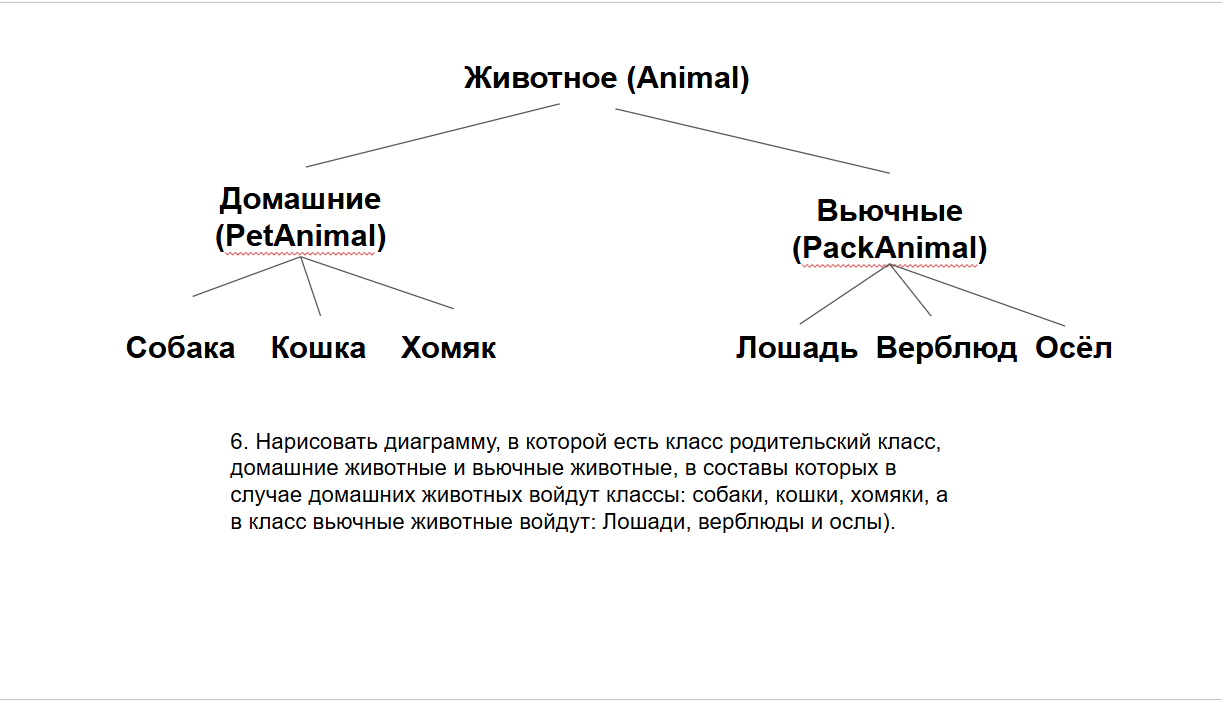 Животное (Animal)
Домашние
(PetAnimal)
Вьючные
(PackAnimal)
Собака Кошка Хомяк
Лошадь Верблюд Осёл
6. Нарисовать диаграмму, в которой есть класс родительский класс,
домашние животные и вьючные животные, в составы которых в
случае домашних животных войдут классы: собаки, кошки, хомяки, а
в класс вьючные животные войдут: Лошади, верблюды и ослы).